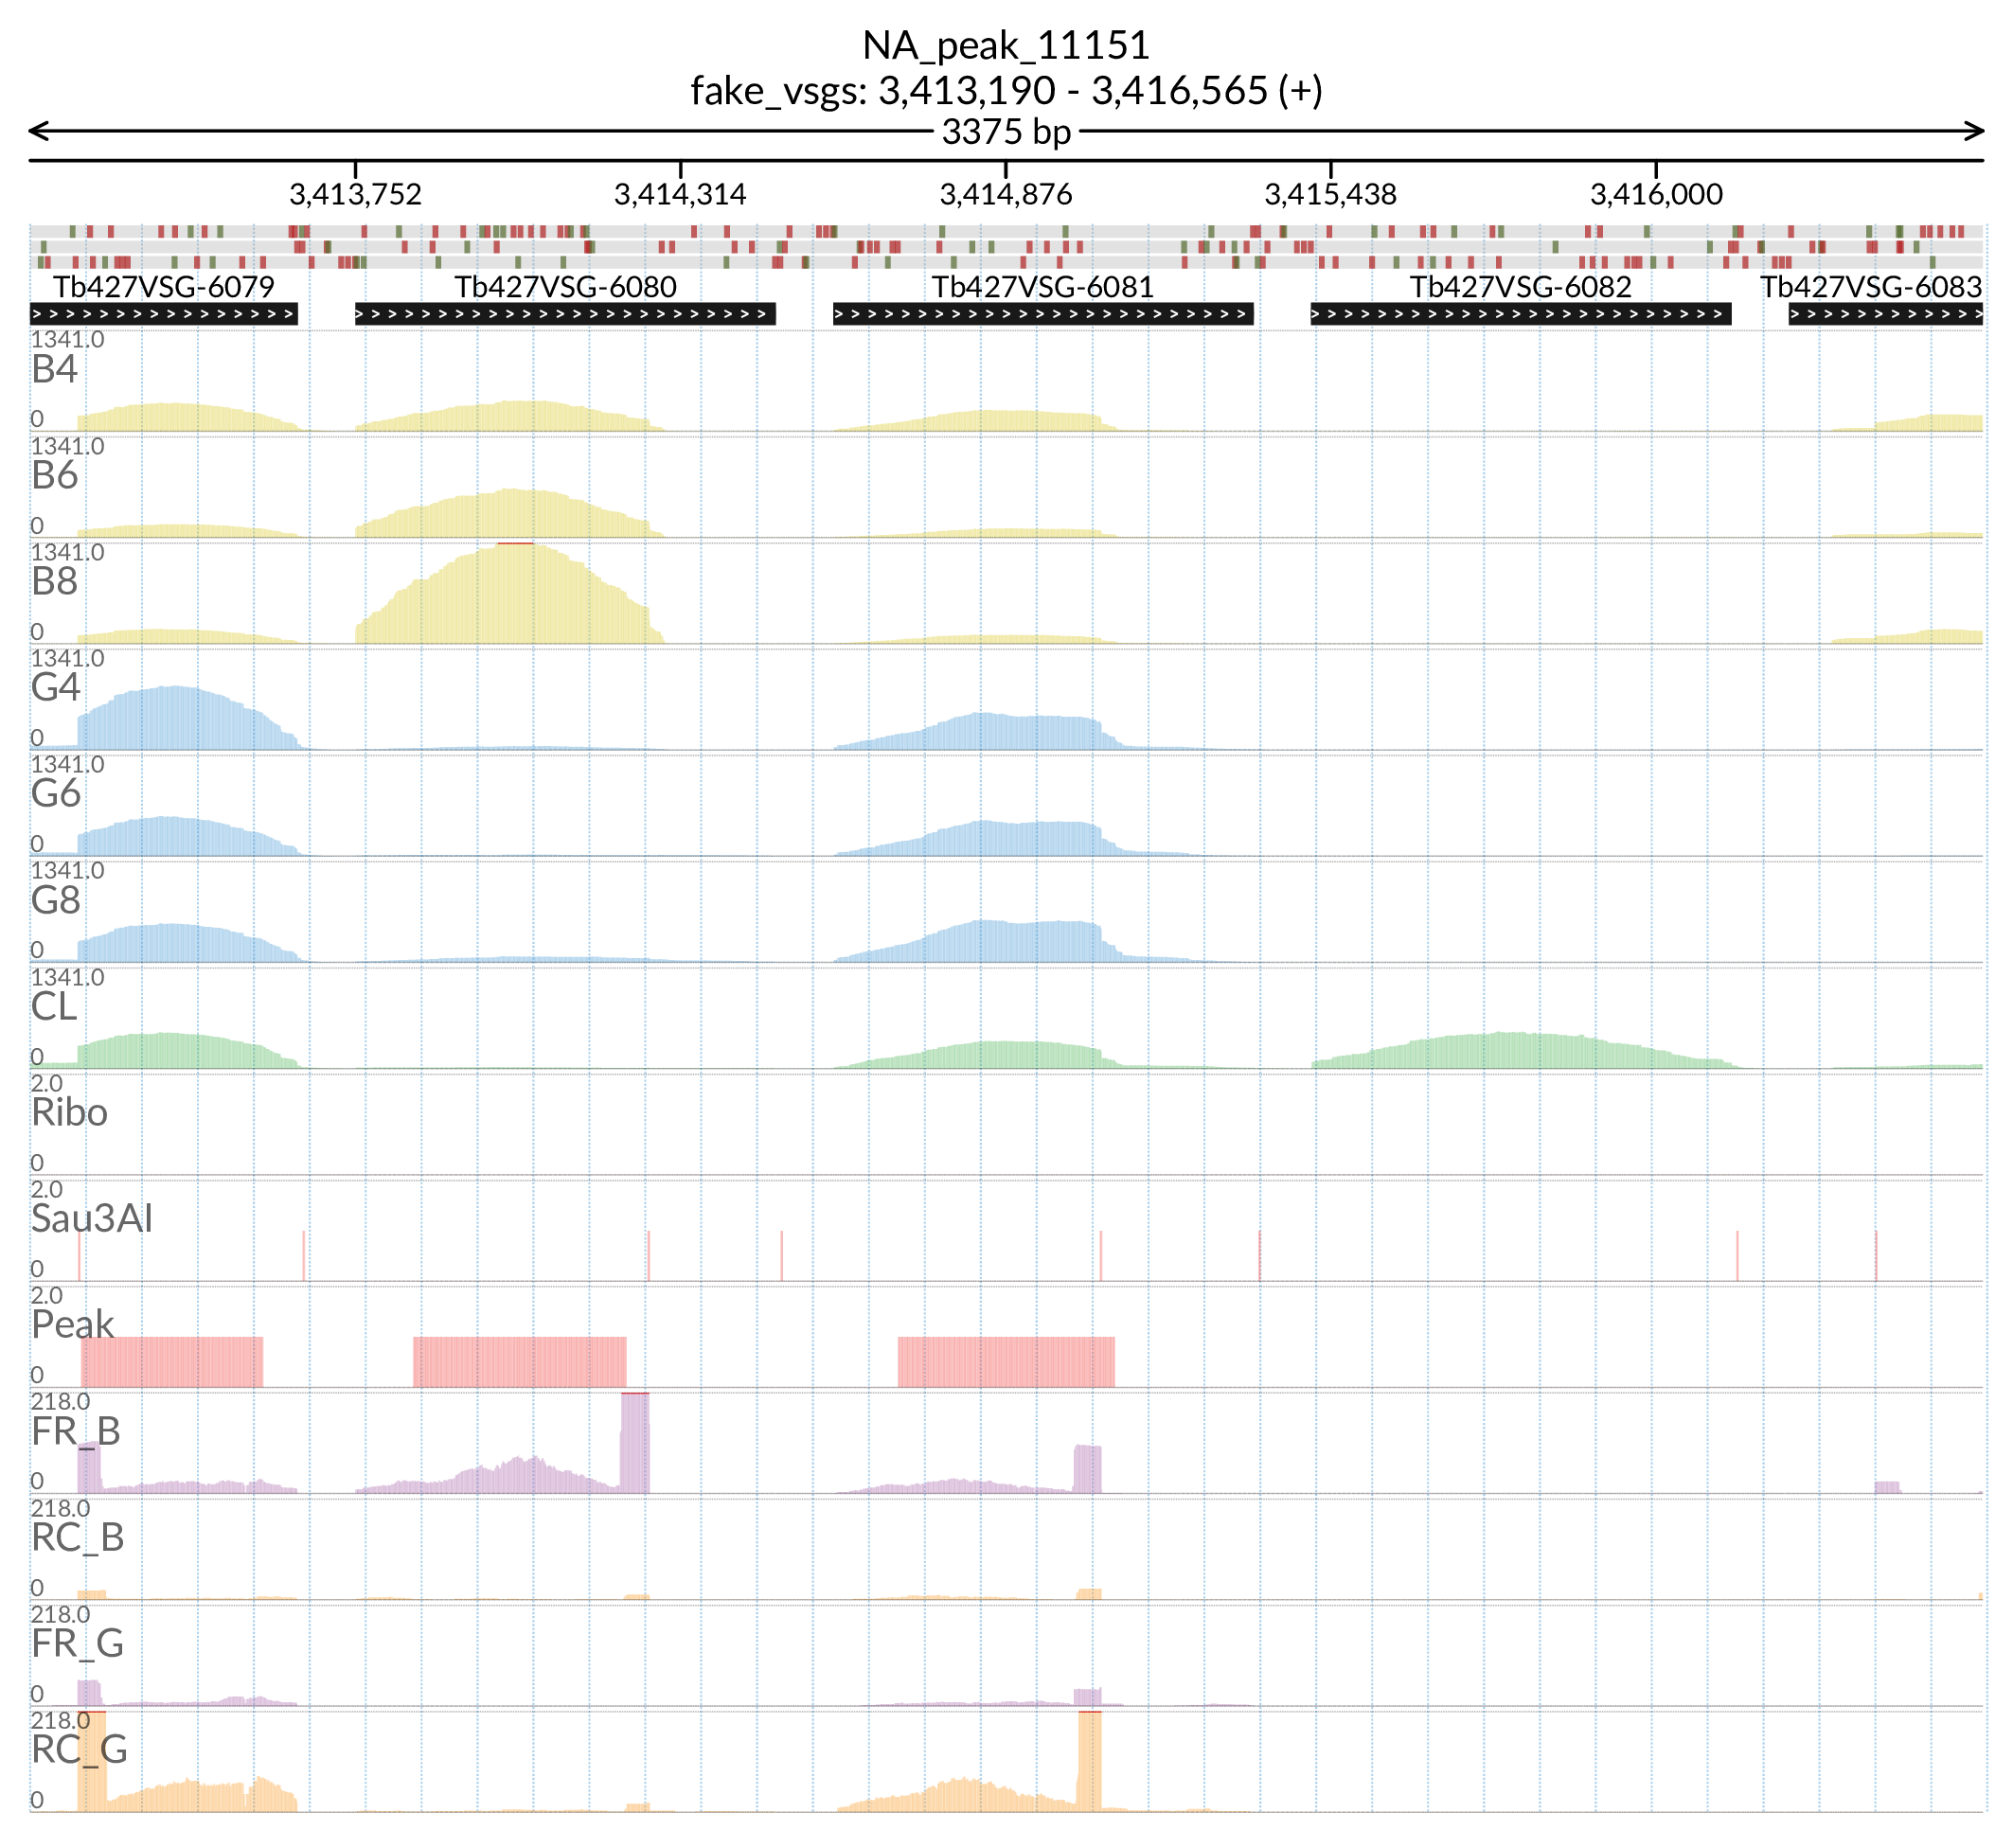 NA_peak_11151
fake_vsgs: 3,413,190 - 3,416,565 (+)
3375 bp
3,413,752 3,414,314 3,414,876 3,415,438 3,416,000
Tb427VSG-6079 Tb427VSG-6080 Tb427VSG-6081 Tb427VSG-6082 Tb427VSG-6083
1341.0
B4
0
1341.0
B6
0
1341.0
B8
0
1341.0
G4
0
1341.0
G6
0
1341.0
G8
0
1341.0
CL
0
2.0
Ribo
0
2.0
Sau3AI
0
2.0
Peak
0
218.0
FR_B
0
218.0
RC_B
0
218.0
FR_G
0
218.0
RC_G
0